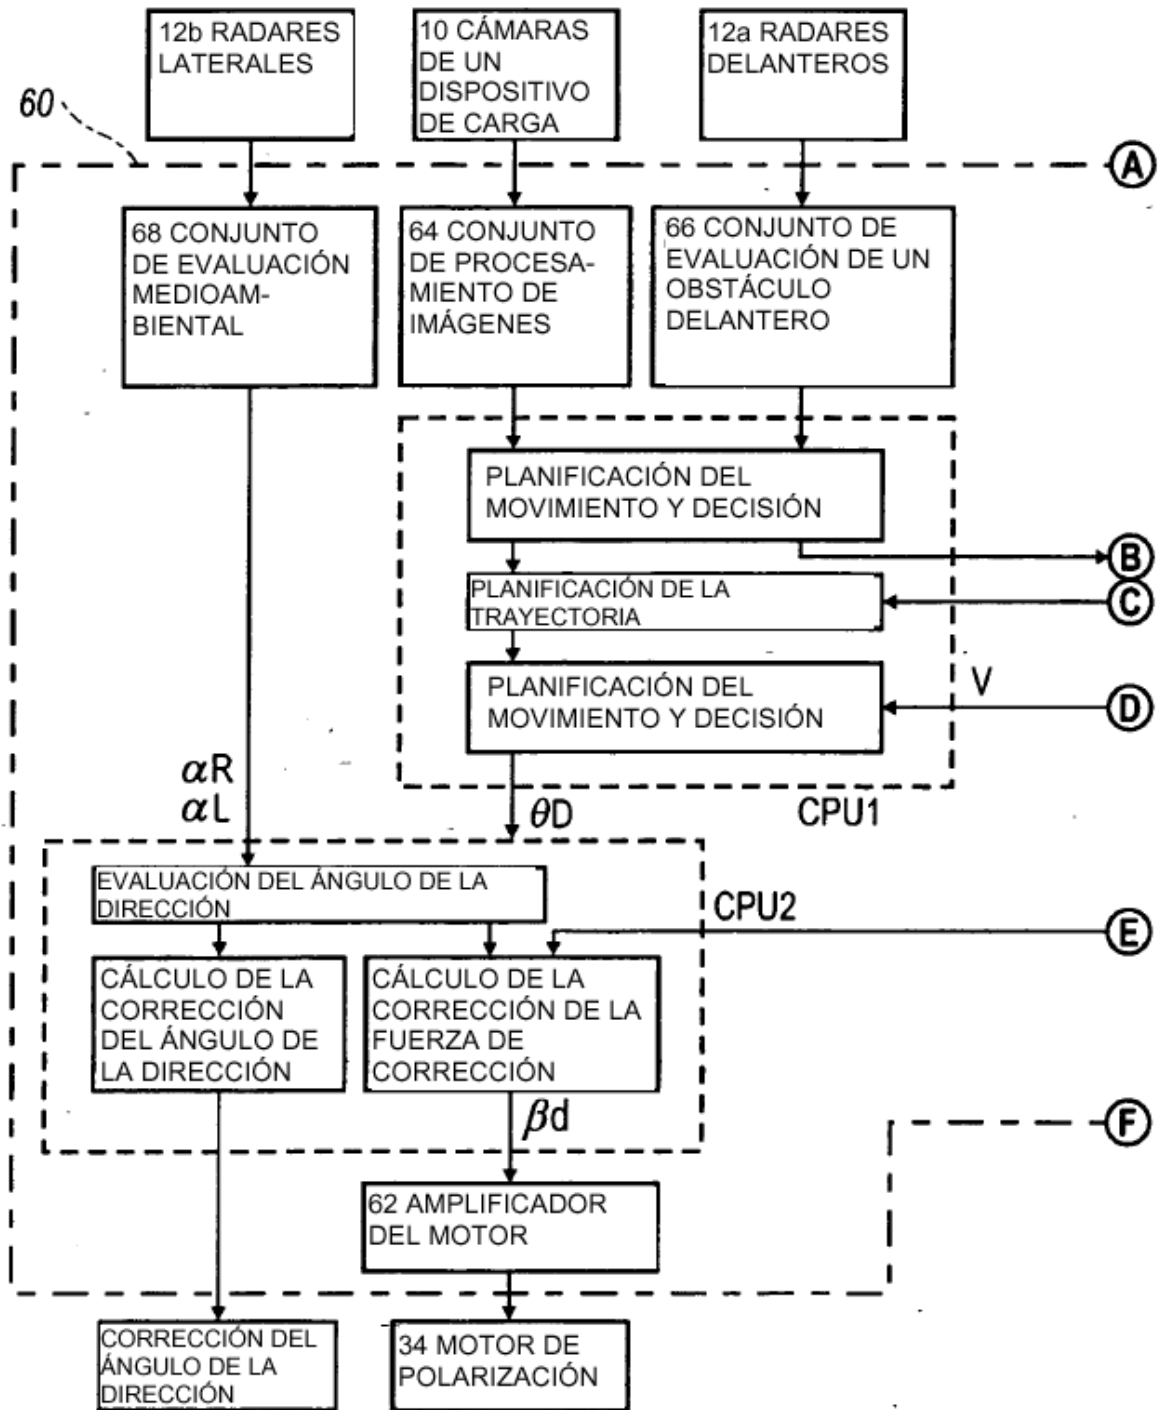 12b RADARES
LATERALES
10 CÁMARAS
DE UN
DISPOSITIVO
DE CARGA
12a RADARES
DELANTEROS
60
A
68 CONJUNTO
DE EVALUACIÓN
MEDIOAM-
BIENTAL
64 CONJUNTO
DE PROCESA-
MIENTO DE
IMÁGENES
66 CONJUNTO DE
EVALUACIÓN DE UN
OBSTÁCULO
DELANTERO
PLANIFICACIÓN DEL
MOVIMIENTO Y DECISIÓN
B
PLANIFICACIÓN DE LA
TRAYECTORIA
C
PLANIFICACIÓN DEL
MOVIMIENTO Y DECISIÓN
V
D
αR
αL
θD
CPU1
EVALUACIÓN DEL ÁNGULO DE LA
DIRECCIÓN
CPU2
E
CÁLCULO DE LA
CORRECCIÓN
DEL ÁNGULO DE
LA DIRECCIÓN
CÁLCULO DE LA
CORRECCIÓN DE LA
FUERZA DE
CORRECCIÓN
βd
F
62 AMPLIFICADOR
DEL MOTOR
CORRECCIÓN DEL
ÁNGULO DE LA
DIRECCIÓN
34 MOTOR DE
POLARIZACIÓN